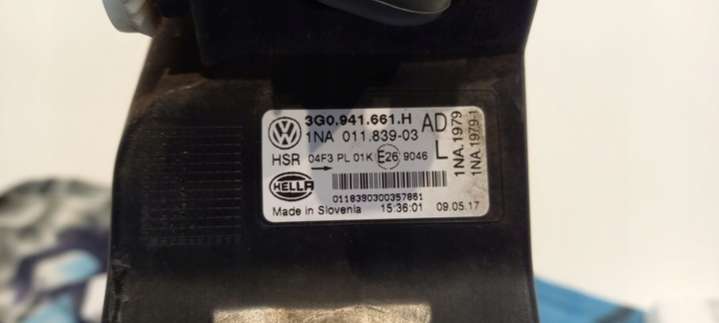 3G0.941.661.H AD
1NA 011.839-03
HSR 04F3 PL 01K E26 9046 L
HELLA
0118390300357861
Made in Slovenia 15:36:01 09.05.17
1NA.1979
1NA.1979-1